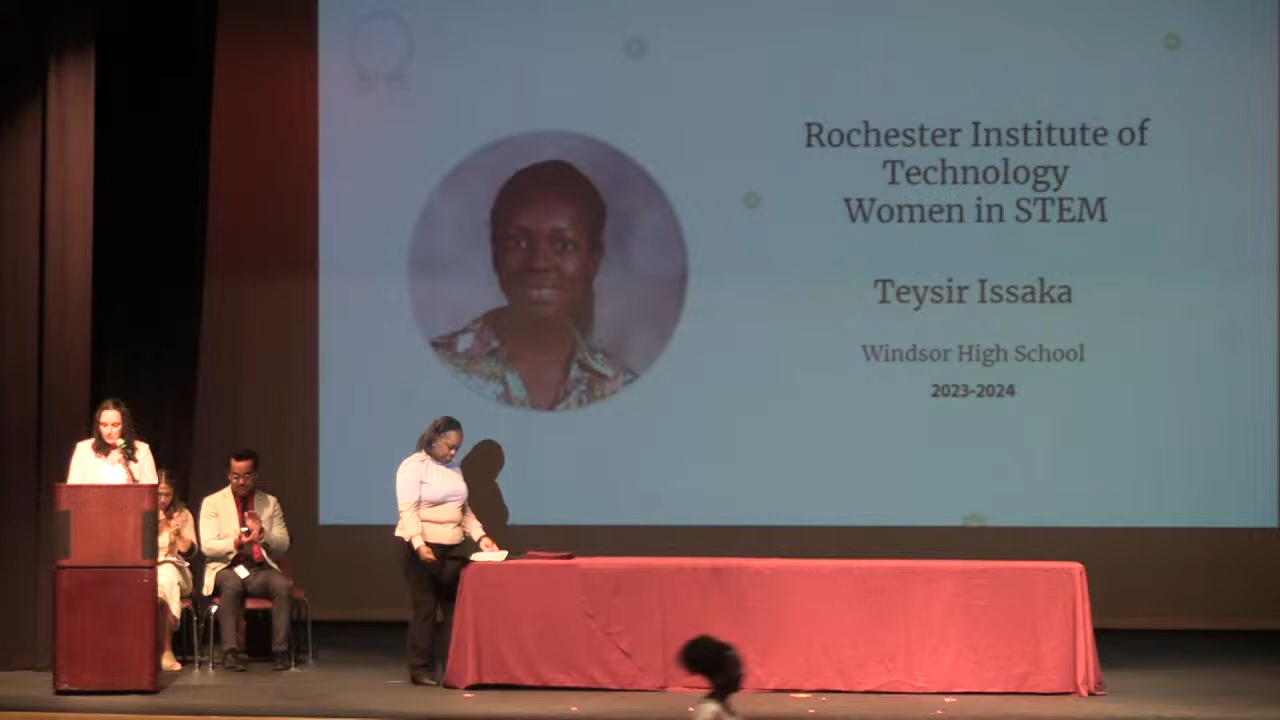 Rochester Institute of
Technology
Women in STEM
Teysir Issaka
Windsor High School
2023-2024